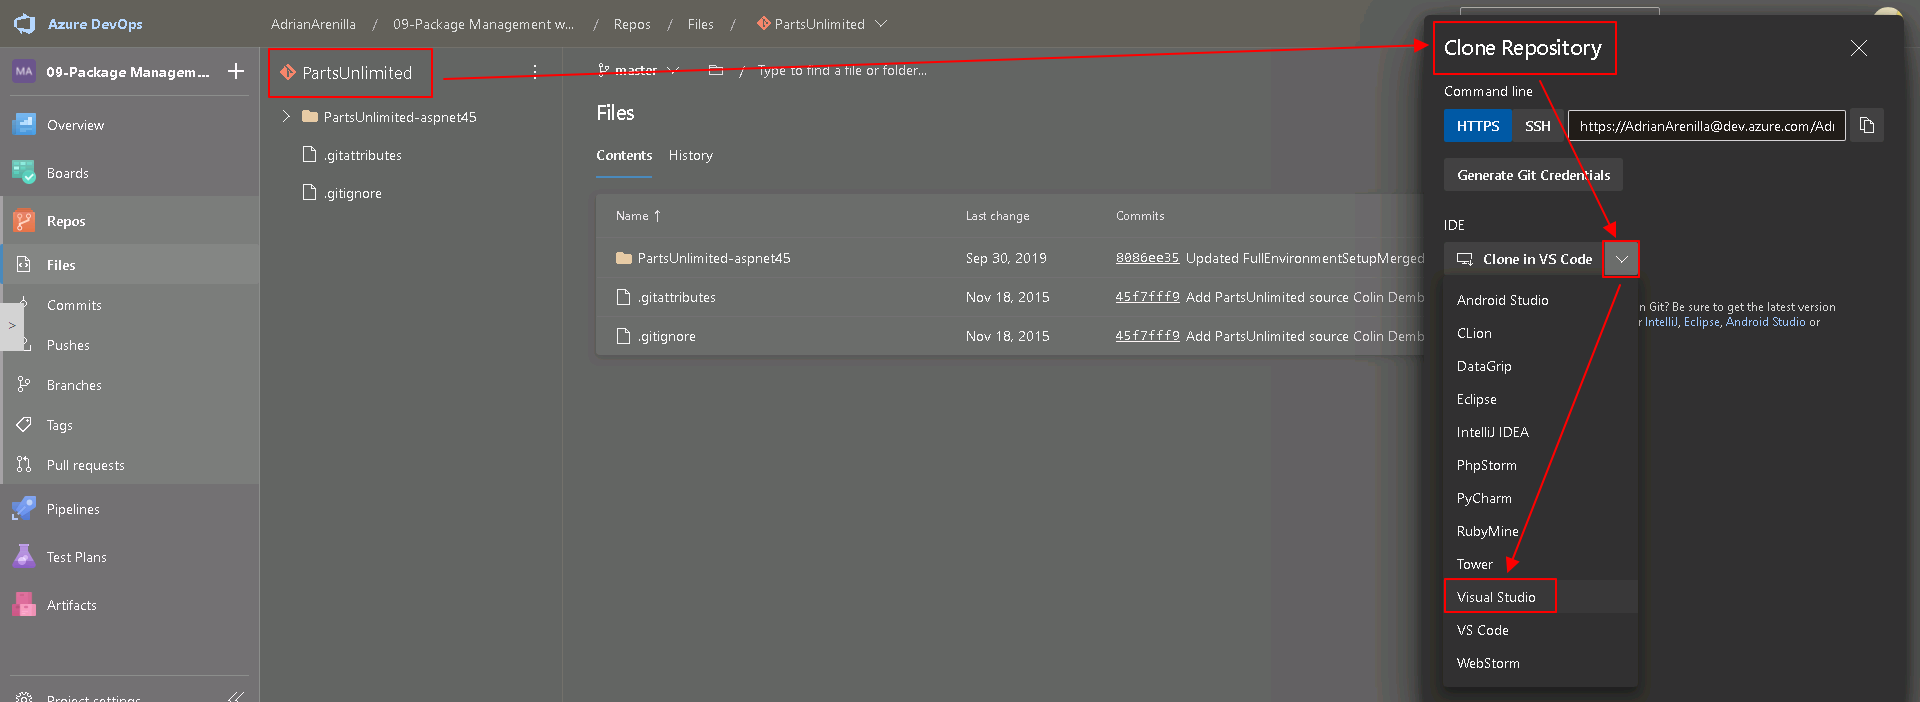 Azure DevOps
AdrianArenilla / 09-Package Management w... / Repos / Files / PartsUnlimited
MA 09-Package Managem... +
Overview
Boards
Repos
Files
Commits
>
Pushes
Branches
Tags
Pull requests
Pipelines
Test Plans
Artifacts
Project settings
PartsUnlimited
PartsUnlimited-aspnet45
.gitattributes
.gitignore
master / Type to find a file or folder...
Files
Contents History
Name ↑ Last change Commits
PartsUnlimited-aspnet45 Sep 30, 2019 8086ee35 Updated FullEnvironmentSetupMerged
.gitattributes Nov 18, 2015 45f7fff9 Add PartsUnlimited source Colin Demb
.gitignore Nov 18, 2015 45f7fff9 Add PartsUnlimited source Colin Demb
Clone Repository
Command line
HTTPS SSH https://AdrianArenilla@dev.azure.com/Adi
Generate Git Credentials
IDE
Clone in VS Code
n Git? Be sure to get the latest version
r IntelliJ, Eclipse, Android Studio or
Android Studio
CLion
DataGrip
Eclipse
IntelliJ IDEA
PhpStorm
PyCharm
RubyMine
Tower
Visual Studio
VS Code
WebStorm